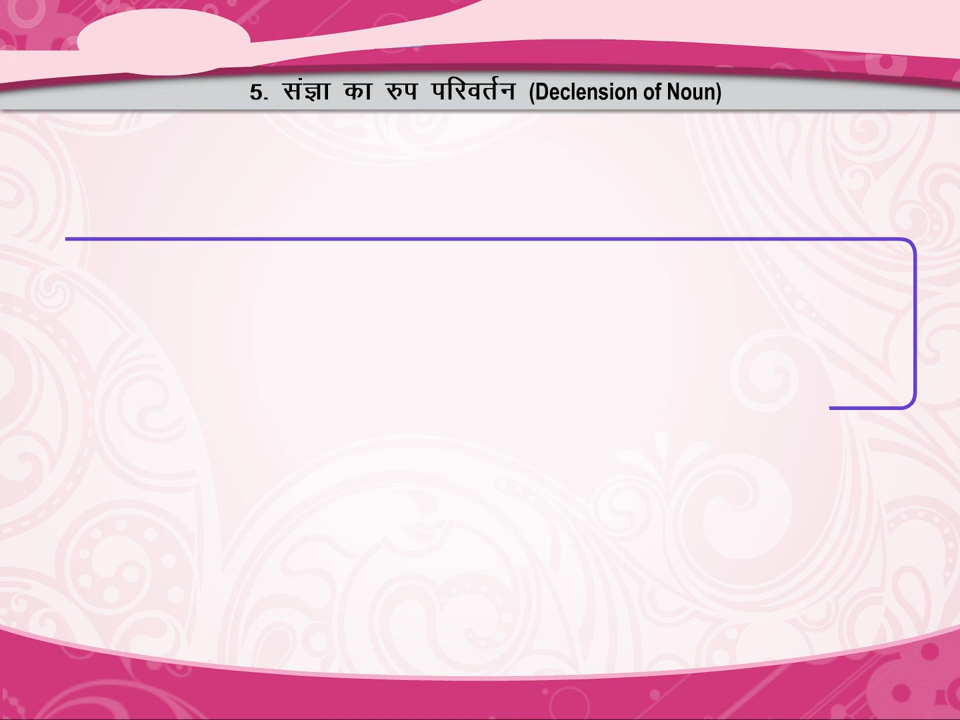 5. संज्ञा का रुप परिवर्तन (Declension of Noun)